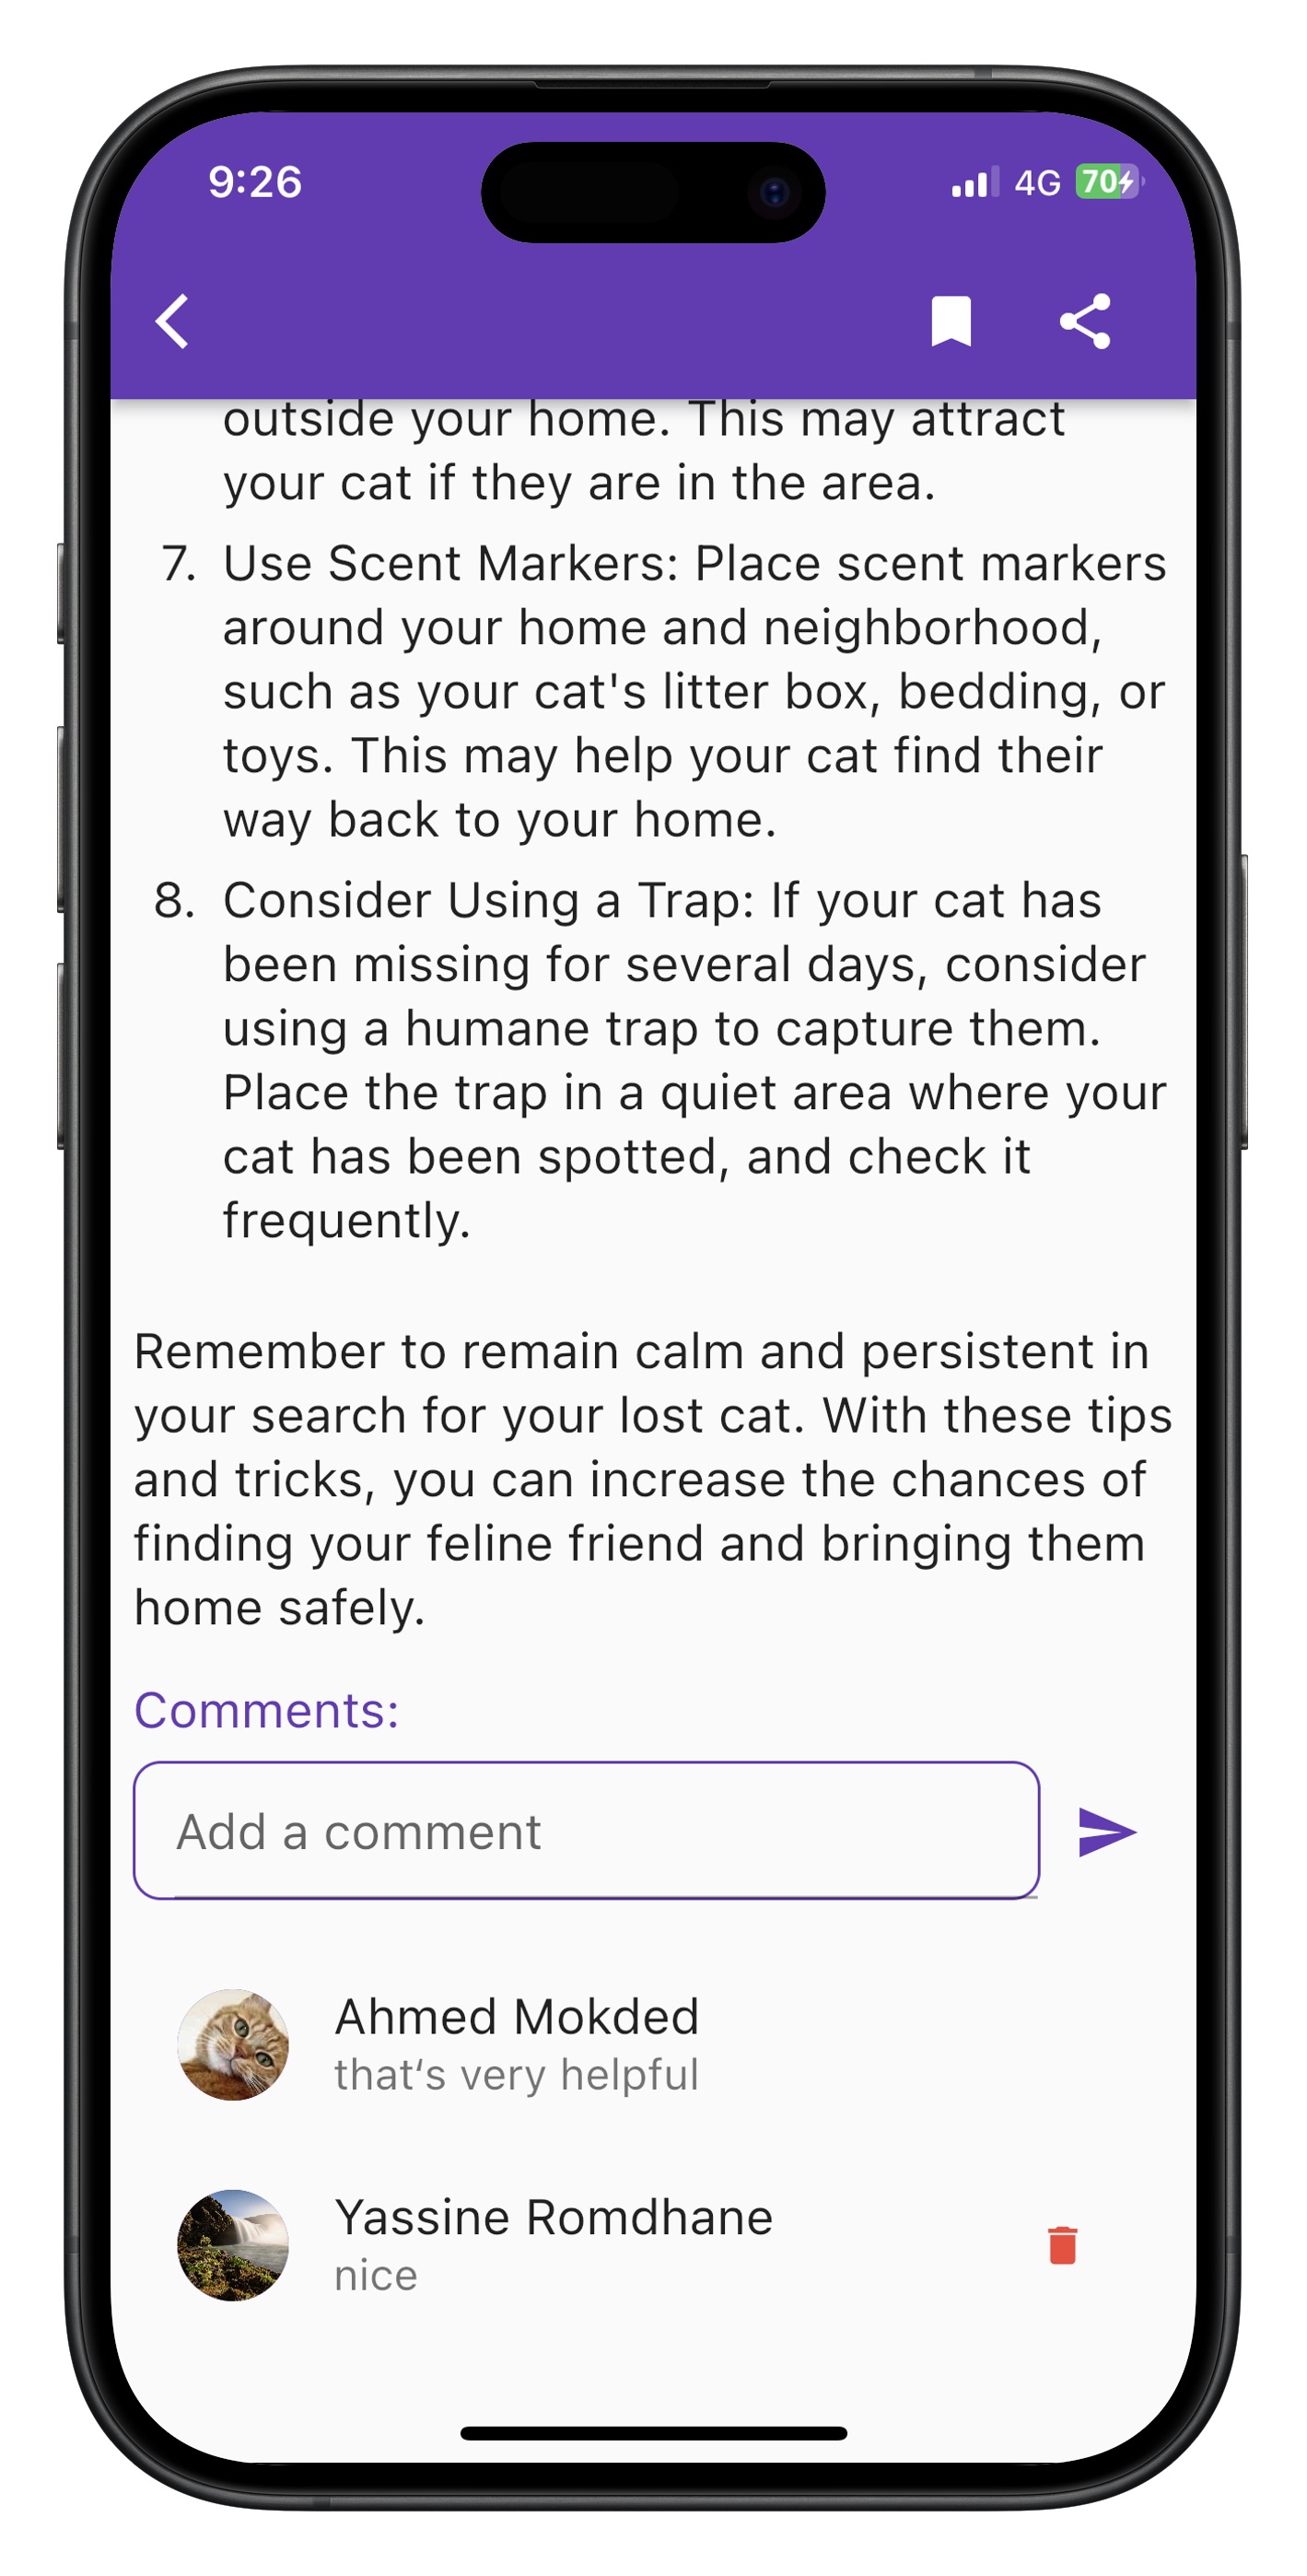 9:26
4G 70
outside your home. This may attract
your cat if they are in the area.
7. Use Scent Markers: Place scent markers
around your home and neighborhood,
such as your cat's litter box, bedding, or
toys. This may help your cat find their
way back to your home.
8. Consider Using a Trap: If your cat has
been missing for several days, consider
using a humane trap to capture them.
Place the trap in a quiet area where your
cat has been spotted, and check it
frequently.
Remember to remain calm and persistent in
your search for your lost cat. With these tips
and tricks, you can increase the chances of
finding your feline friend and bringing them
home safely.
Comments:
Add a comment
Ahmed Mokded
that‘s very helpful
Yassine Romdhane
nice